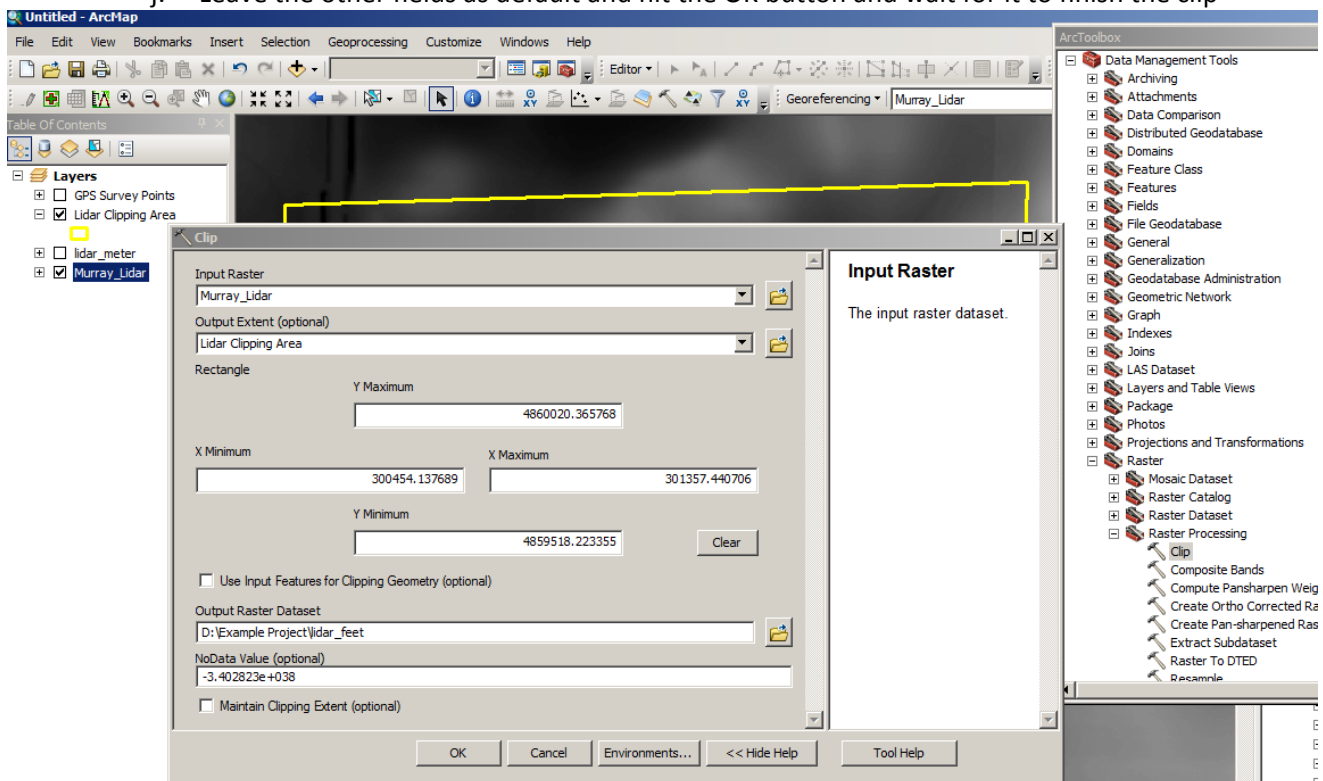 j. Leave the other fields as default and hit the OK button and wait for it to finish the clip
Untitled - ArcMap
File Edit View Bookmarks Insert Selection Geoprocessing Customize Windows Help
Editor
Georeferencing Murray_Lidar
Table Of Contents
Layers
GPS Survey Points
Lidar Clipping Area
lidar_meter
Murray_Lidar
Clip
Input Raster
Murray_Lidar
Output Extent (optional)
Lidar Clipping Area
Rectangle
Y Maximum
4860020.365768
X Minimum X Maximum
300454.137689 301357.440706
Y Minimum
4859518.223355 Clear
Use Input Features for Clipping Geometry (optional)
Output Raster Dataset
D:\Example Project\lidar_feet
NoData Value (optional)
-3.402823e+038
Maintain Clipping Extent (optional)
OK Cancel Environments... << Hide Help Tool Help
Input Raster
The input raster dataset.
ArcToolbox
Data Management Tools
Archiving
Attachments
Data Comparison
Distributed Geodatabase
Domains
Feature Class
Features
Fields
File Geodatabase
General
Generalization
Geodatabase Administration
Geometric Network
Graph
Indexes
Joins
LAS Dataset
Layers and Table Views
Package
Photos
Projections and Transformations
Raster
Mosaic Dataset
Raster Catalog
Raster Dataset
Raster Processing
Clip
Composite Bands
Compute Pansharpen Weig
Create Ortho Corrected Ra
Create Pan-sharpened Ras
Extract Subdataset
Raster To DTED
Resample